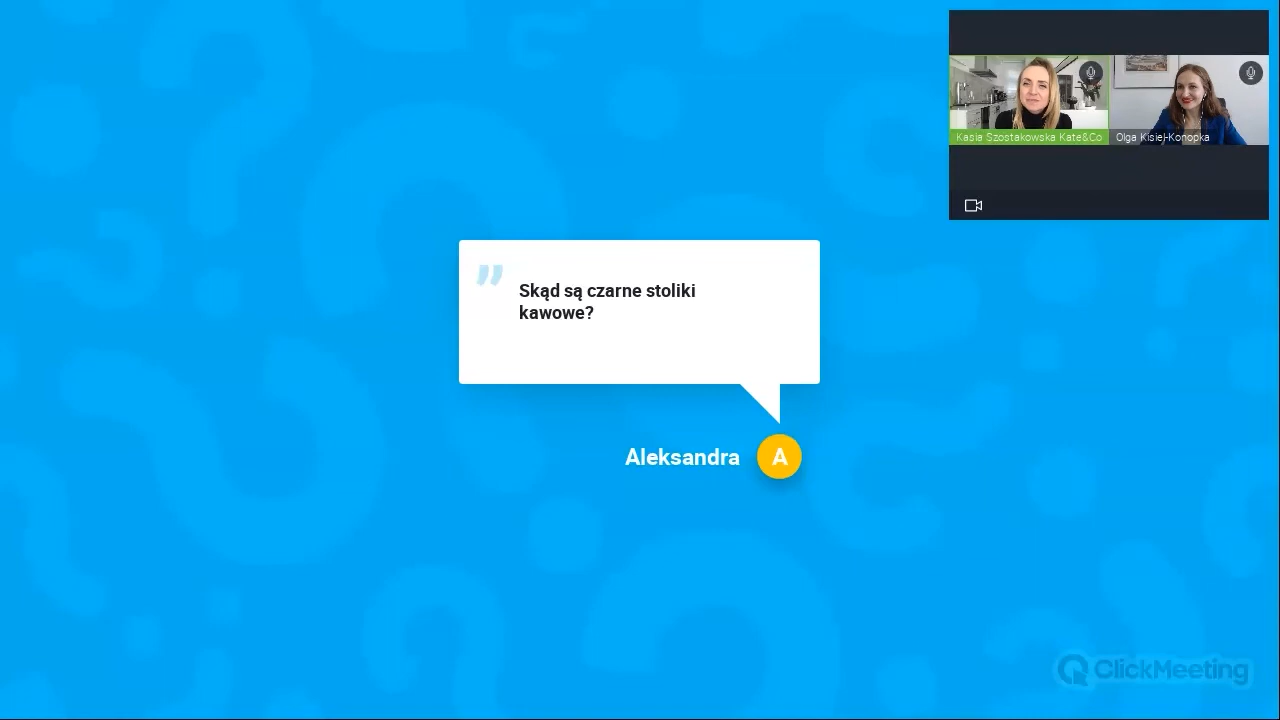 Kasia Szostakowska Kate&Co
Olga Kisiel-Konopka
Skąd są czarne stoliki
kawowe?
Aleksandra
A
ClickMeeting